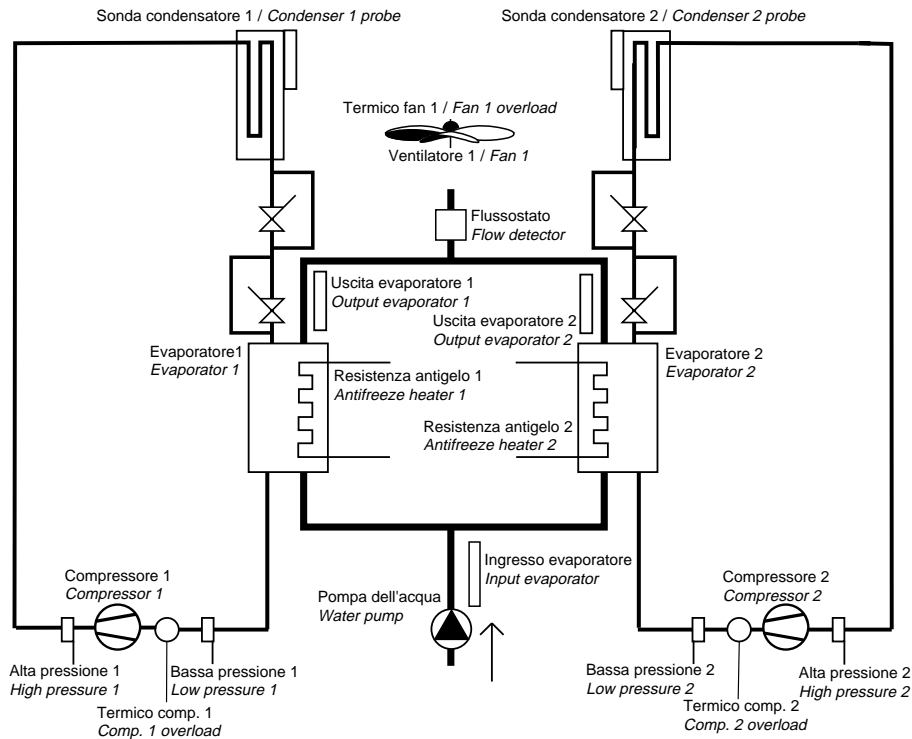 Sonda condensatore 1 / Condenser 1 probe
Sonda condensatore 2 / Condenser 2 probe
Termico fan 1 / Fan 1 overload
Ventilatore 1 / Fan 1
Flussostato
Flow detector
Uscita evaporatore 1
Output evaporator 1
Uscita evaporatore 2
Output evaporator 2
Evaporatore1
Evaporator 1
Evaporatore 2
Evaporator 2
Resistenza antigelo 1
Antifreeze heater 1
Resistenza antigelo 2
Antifreeze heater 2
Ingresso evaporatore
Input evaporator
Compressore 1
Compressor 1
Pompa dell'acqua
Water pump
Compressore 2
Compressor 2
Alta pressione 1
High pressure 1
Bassa pressione 1
Low pressure 1
Bassa pressione 2
Low pressure 2
Alta pressione 2
High pressure 2
Termico comp. 1
Comp. 1 overload
Termico comp. 2
Comp. 2 overload